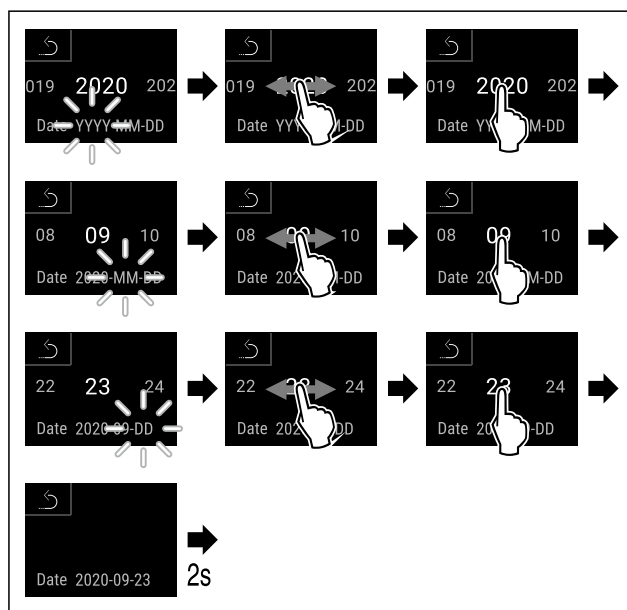 019 2020 202
Date YYYY-MM-DD
019 202
Date YYY -DD
019 2020 202
Date YY M-DD
08 09 10
Date 2020-MM-DD
08 10
Date 202 -DD
08 09 10
Date 20 M-DD
22 23 24
Date 2020-09-DD
22 24
Date 202 DD
22 23 24
Date 20 -DD
Date 2020-09-23
2s